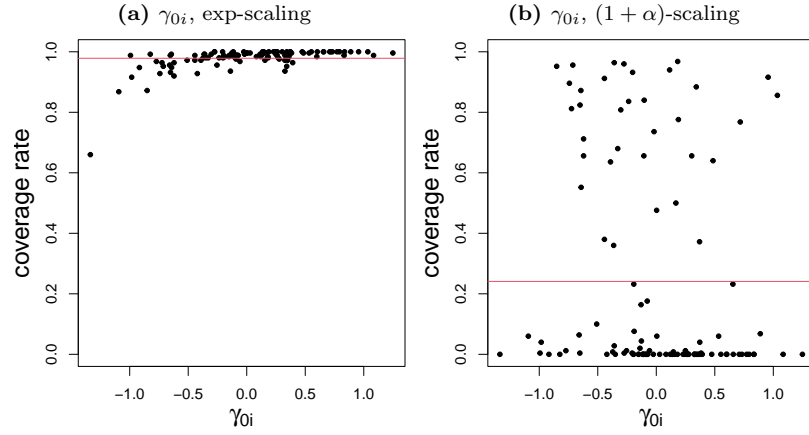 (a) γ₀ᵢ, exp-scaling
(b) γ₀ᵢ, (1 + α)-scaling
coverage rate
1.0
0.8
0.6
0.4
0.2
0.0
−1.0 −0.5 0.0 0.5 1.0
γ₀ᵢ
coverage rate
1.0
0.8
0.6
0.4
0.2
0.0
−1.0 −0.5 0.0 0.5 1.0
γ₀ᵢ